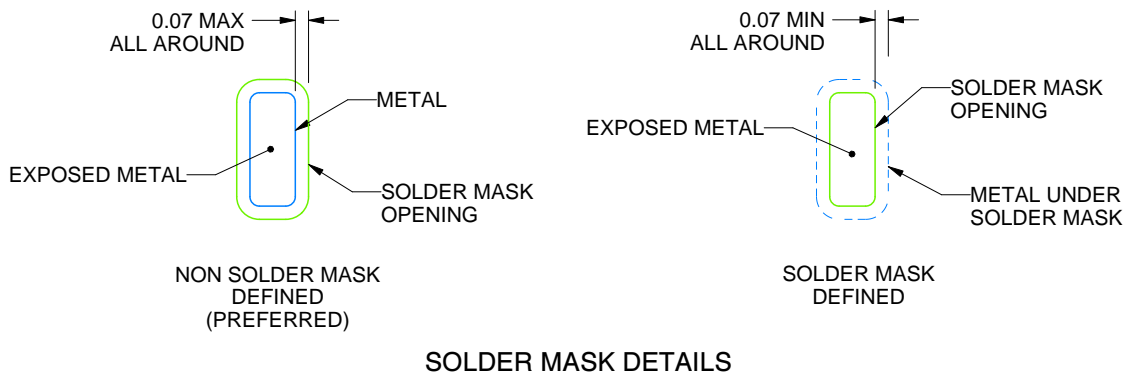 0.07 MAX
ALL AROUND
METAL
EXPOSED METAL
SOLDER MASK
OPENING
NON SOLDER MASK
DEFINED
(PREFERRED)
0.07 MIN
ALL AROUND
SOLDER MASK
OPENING
EXPOSED METAL
METAL UNDER
SOLDER MASK
SOLDER MASK
DEFINED
SOLDER MASK DETAILS